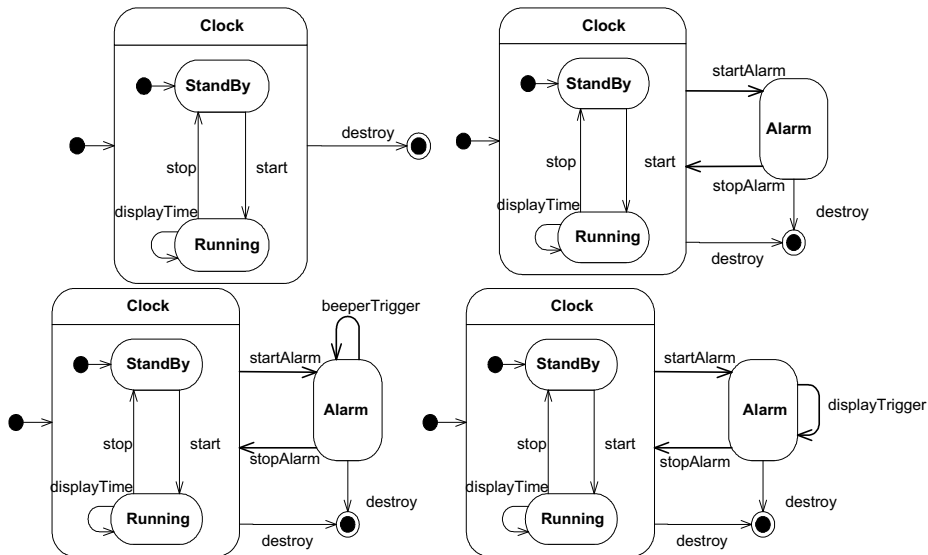 Clock
StandBy
stop
start
displayTime
Running
destroy
Clock
StandBy
stop
start
displayTime
Running
startAlarm
Alarm
stopAlarm
destroy
destroy
Clock
StandBy
stop
start
displayTime
Running
beeperTrigger
startAlarm
Alarm
stopAlarm
destroy
destroy
Clock
StandBy
stop
start
displayTime
Running
startAlarm
Alarm
displayTrigger
stopAlarm
destroy
destroy